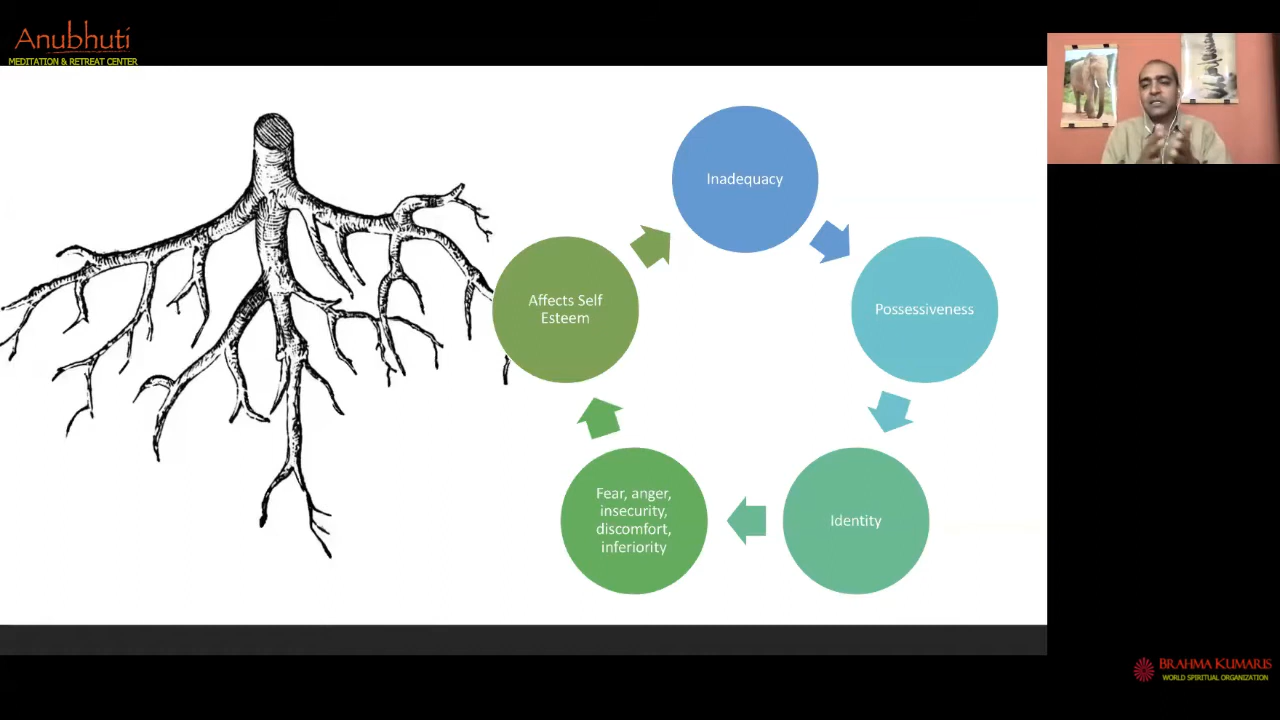 Anubhuti
MEDITATION & RETREAT CENTER
Inadequacy
Possessiveness
Identity
Fear, anger,
insecurity,
discomfort,
inferiority
Affects Self
Esteem
BRAHMA KUMARIS
WORLD SPIRITUAL ORGANIZATION